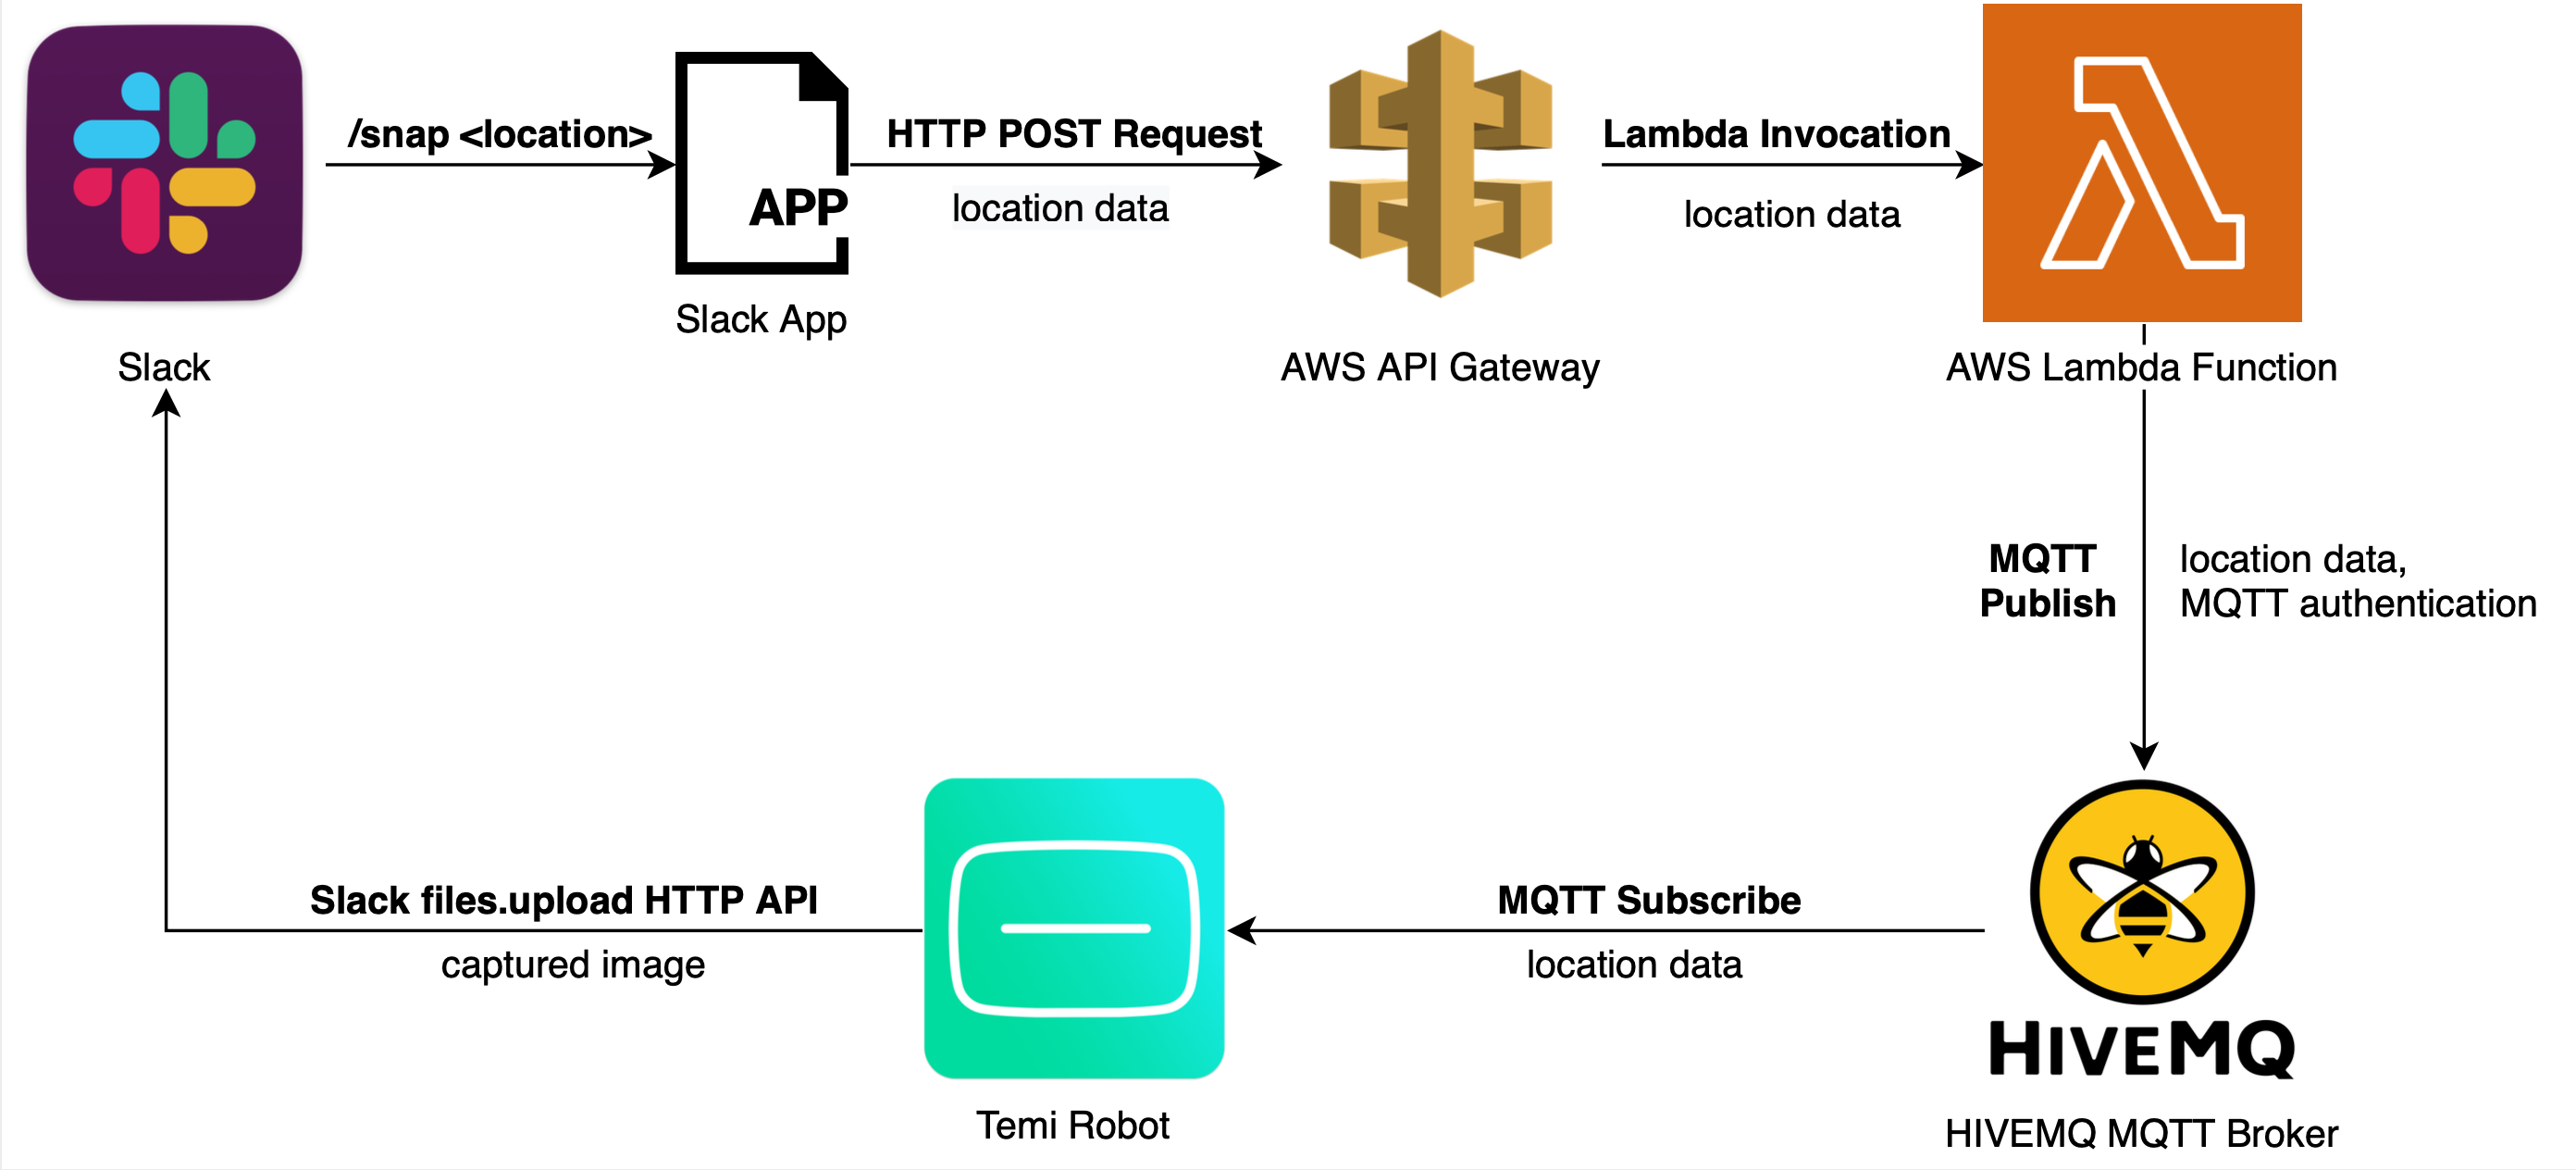 /snap <location>
APP
Slack App
Slack
HTTP POST Request
location data
AWS API Gateway
Lambda Invocation
location data
AWS Lambda Function
MQTT
Publish
location data,
MQTT authentication
HIVEMQ
HIVEMQ MQTT Broker
MQTT Subscribe
location data
Temi Robot
Slack files.upload HTTP API
captured image